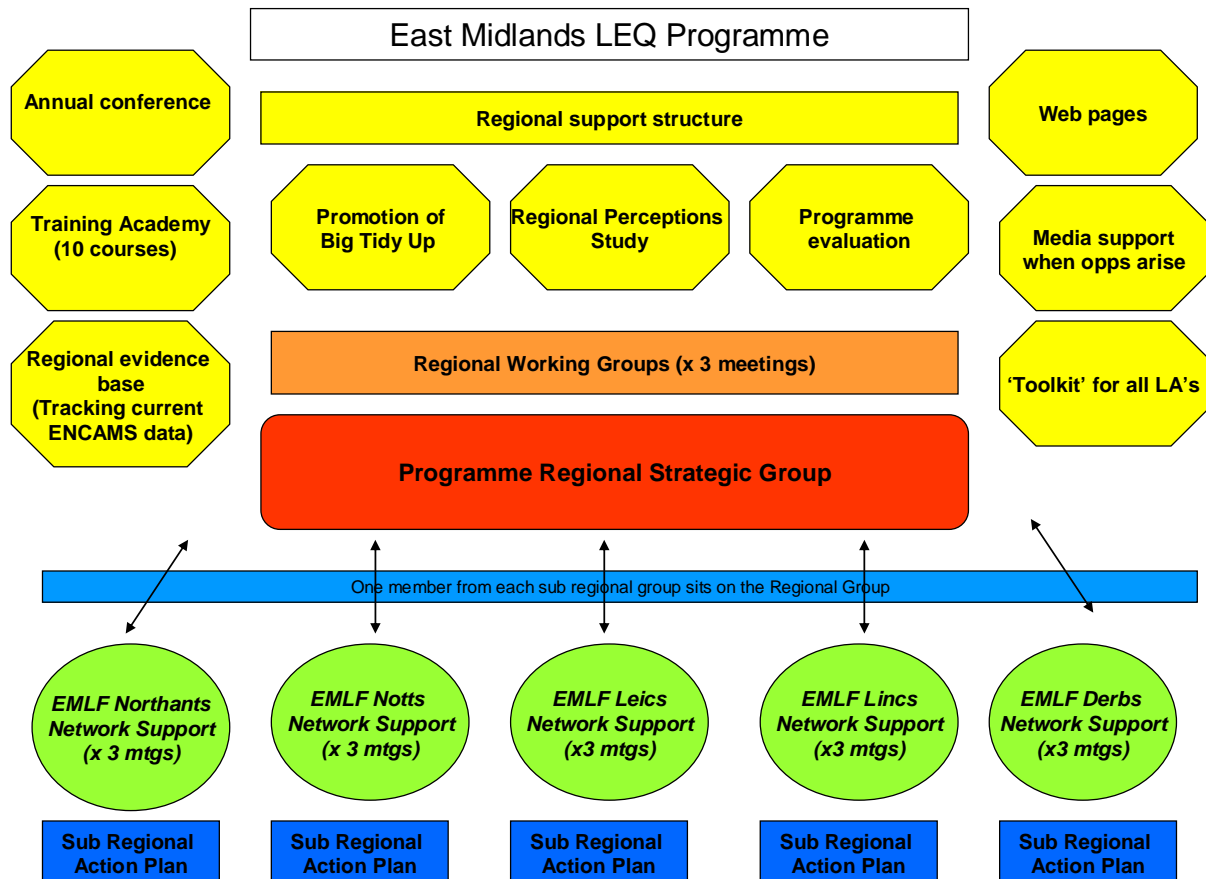 East Midlands LEQ Programme
Annual conference
Regional support structure
Web pages
Training Academy
(10 courses)
Promotion of
Big Tidy Up
Regional Perceptions
Study
Programme
evaluation
Media support
when opps arise
Regional evidence
base
(Tracking current
ENCAMS data)
Regional Working Groups (x 3 meetings)
‘Toolkit’ for all LA’s
Programme Regional Strategic Group
One member from each sub regional group sits on the Regional Group
EMLF Northants
Network Support
(x 3 mtgs)
EMLF Notts
Network Support
(x 3 mtgs)
EMLF Leics
Network Support
(x3 mtgs)
EMLF Lincs
Network Support
(x3 mtgs)
EMLF Derbs
Network Support
(x3 mtgs)
Sub Regional
Action Plan
Sub Regional
Action Plan
Sub Regional
Action Plan
Sub Regional
Action Plan
Sub Regional
Action Plan